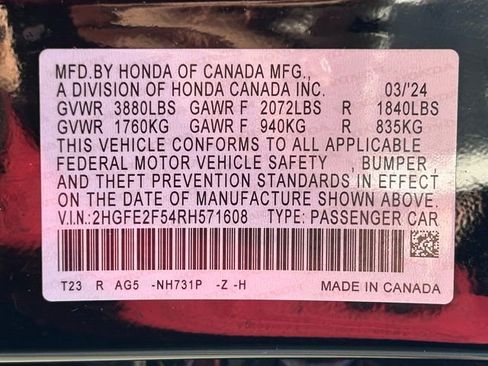 MFD.BY HONDA OF CANADA MFG.,
A DIVISION OF HONDA CANADA INC. 03/'24
GVWR 3880LBS GAWR F 2072LBS R 1840LBS
GVWR 1760KG GAWR F 940KG R 835KG
THIS VEHICLE CONFORMS TO ALL APPLICABLE
FEDERAL MOTOR VEHICLE SAFETY , BUMPER,
AND THEFT PREVENTION STANDARDS IN EFFECT
ON THE DATE OF MANUFACTURE SHOWN ABOVE.
V.I.N.:2HGFE2F54RH571608 TYPE: PASSENGER CAR
T23 R AG5 -NH731P -Z -H MADE IN CANADA